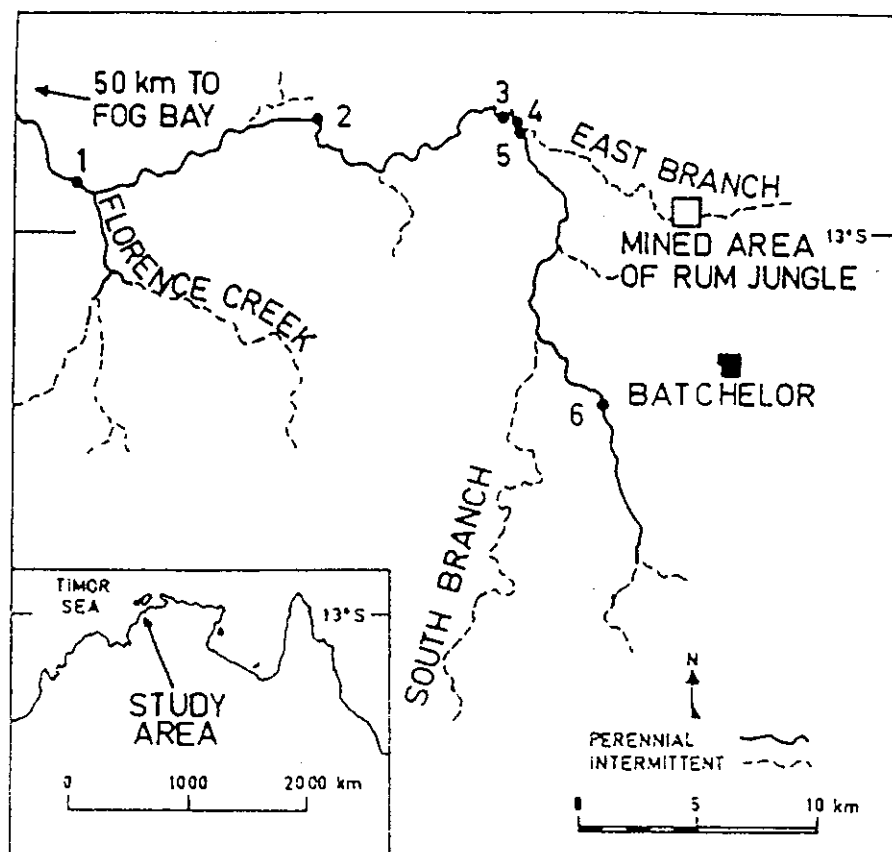 50 km TO
FOG BAY
1
2
3
4
5
EAST BRANCH
FLORENCE CREEK
MINED AREA
OF RUM JUNGLE
13°S
BATCHELOR
6
SOUTH BRANCH
TIMOR
SEA
13°S
STUDY
AREA
0 1000 2000 km
N
PERENNIAL
INTERMITTENT
0 5 10 km